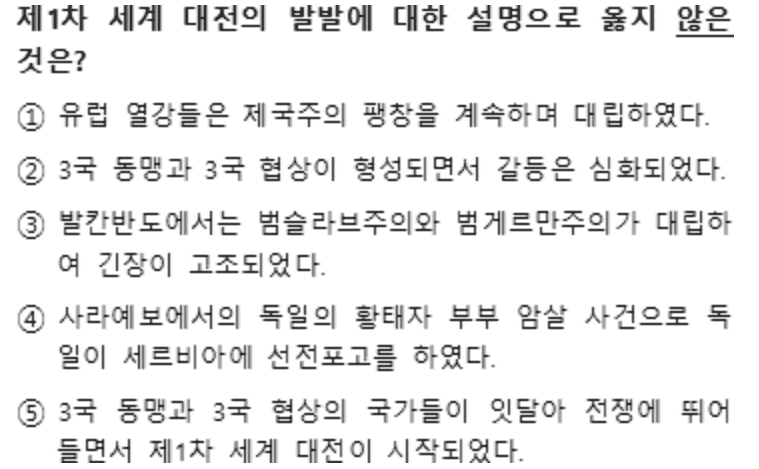 제1차 세계 대전의 발발에 대한 설명으로 옳지 않은
것은?
① 유럽 열강들은 제국주의 팽창을 계속하며 대립하였다.
② 3국 동맹과 3국 협상이 형성되면서 갈등은 심화되었다.
③ 발칸반도에서는 범슬라브주의와 범게르만주의가 대립하
여 긴장이 고조되었다.
④ 사라예보에서의 독일의 황태자 부부 암살 사건으로 독
일이 세르비아에 선전포고를 하였다.
⑤ 3국 동맹과 3국 협상의 국가들이 잇달아 전쟁에 뛰어
들면서 제1차 세계 대전이 시작되었다.